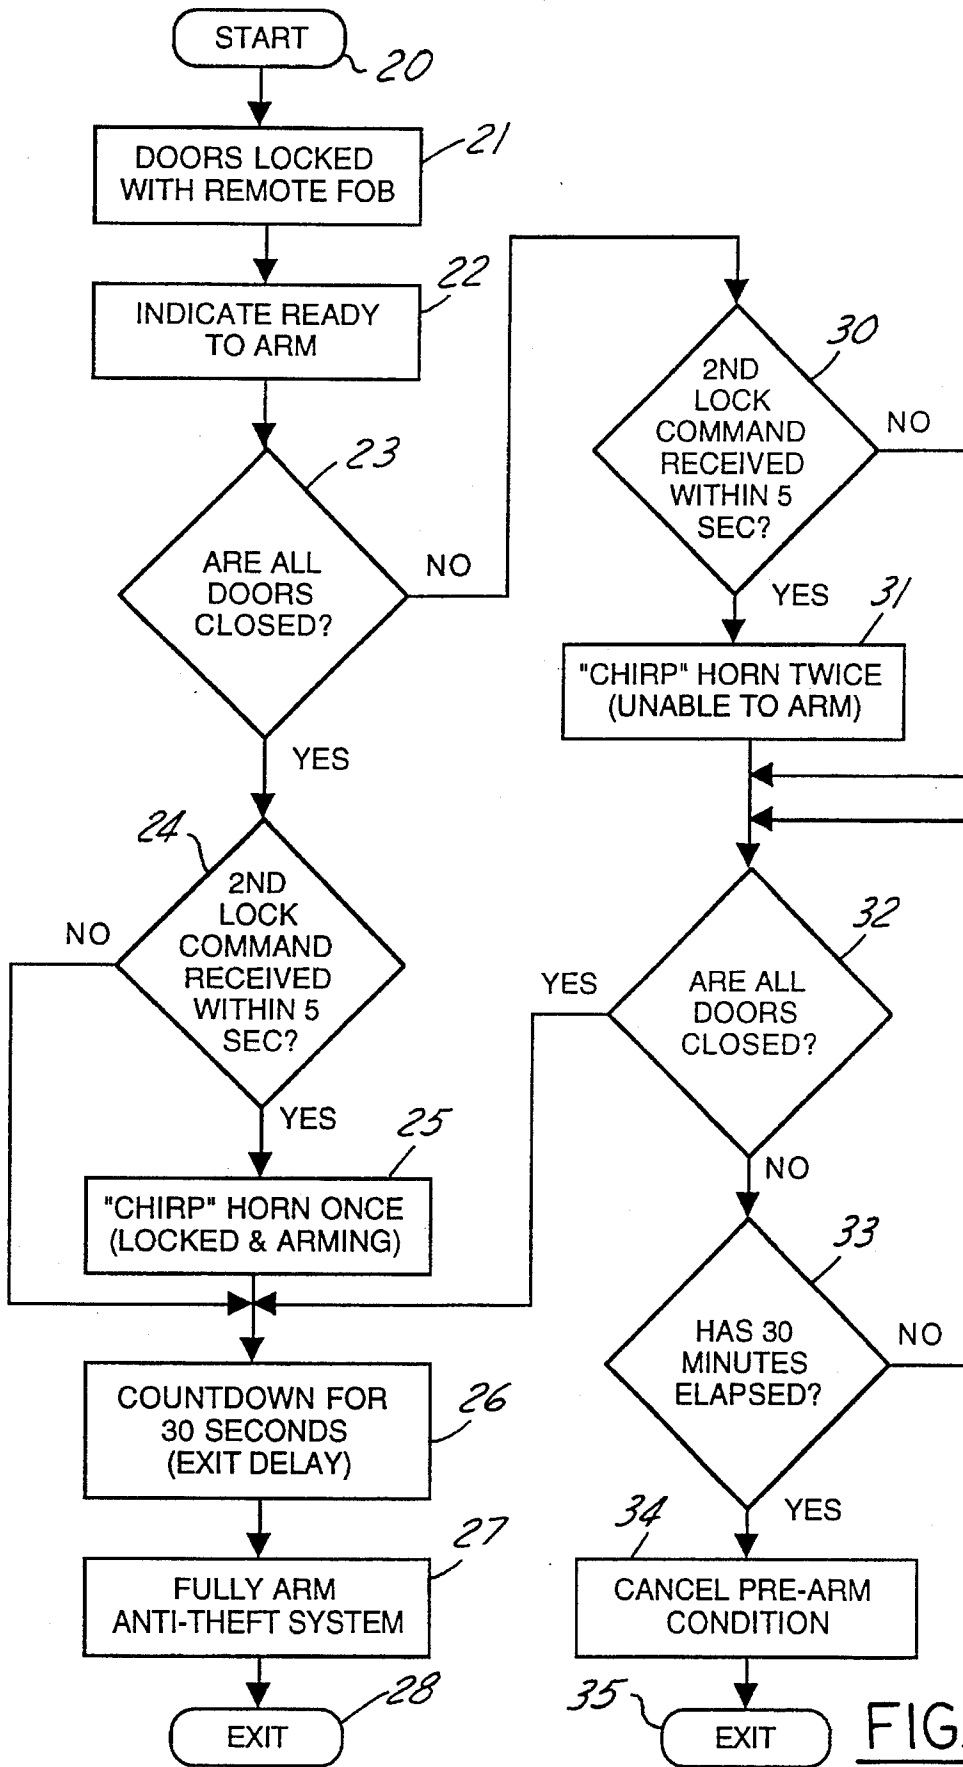 START
20
DOORS LOCKED
WITH REMOTE FOB
21
INDICATE READY
TO ARM
22
ARE ALL
DOORS
CLOSED?
23
NO
YES
2ND
LOCK
COMMAND
RECEIVED
WITHIN 5
SEC?
24
NO
YES
"CHIRP" HORN ONCE
(LOCKED & ARMING)
25
COUNTDOWN FOR
30 SECONDS
(EXIT DELAY)
26
FULLY ARM
ANTI-THEFT SYSTEM
27
EXIT
28
2ND
LOCK
COMMAND
RECEIVED
WITHIN 5
SEC?
30
NO
YES
"CHIRP" HORN TWICE
(UNABLE TO ARM)
31
ARE ALL
DOORS
CLOSED?
32
YES
NO
HAS 30
MINUTES
ELAPSED?
33
NO
YES
CANCEL PRE-ARM
CONDITION
34
EXIT
35
FIG.